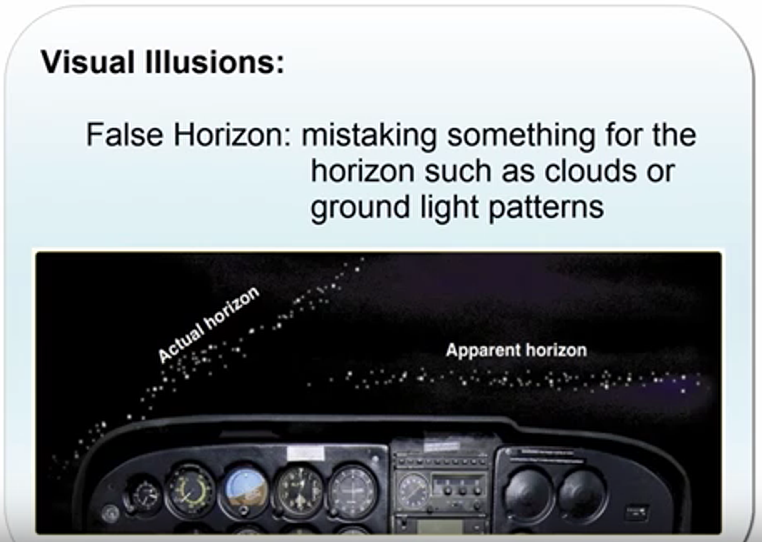 Visual Illusions:
False Horizon: mistaking something for the
horizon such as clouds or
ground light patterns
Actual horizon
Apparent horizon